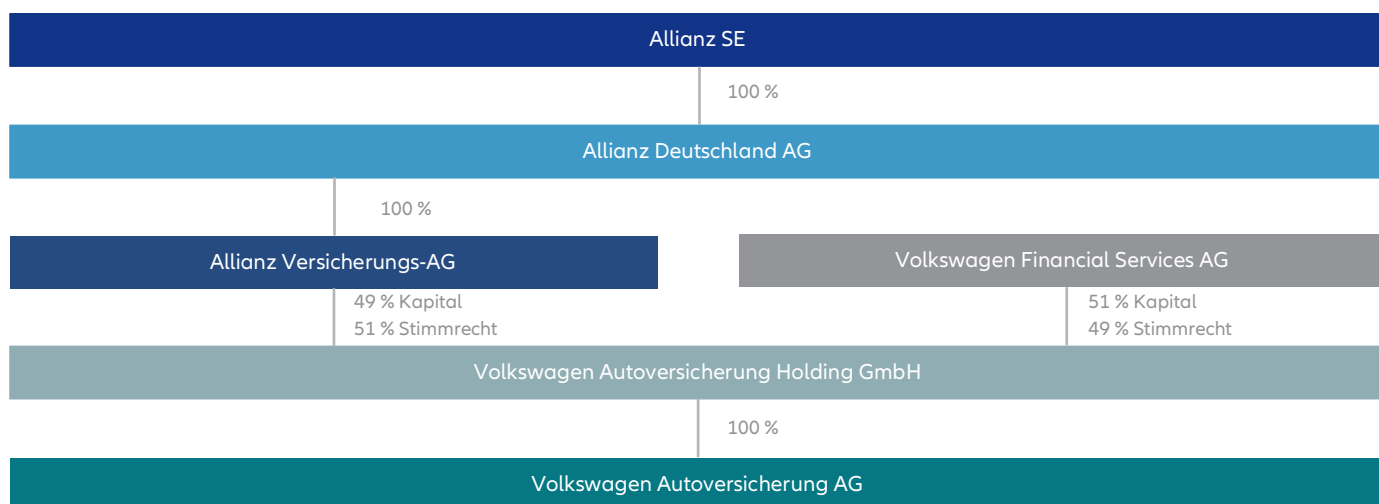 Allianz SE
100 %
Allianz Deutschland AG
100 %
Allianz Versicherungs-AG
Volkswagen Financial Services AG
49 % Kapital
51 % Stimmrecht
51 % Kapital
49 % Stimmrecht
Volkswagen Autoversicherung Holding GmbH
100 %
Volkswagen Autoversicherung AG